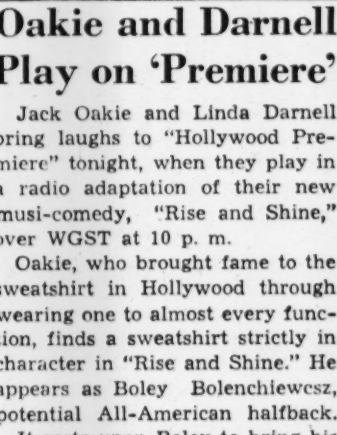 Oakie and Darnell
Play on 'Premiere'
Jack Oakie and Linda Darnell
bring laughs to "Hollywood Pre-
miere" tonight, when they play in
a radio adaptation of their new
musi-comedy, "Rise and Shine,"
over WGST at 10 p. m.
Oakie, who brought fame to the
sweatshirt in Hollywood through
wearing one to almost every func-
tion, finds a sweatshirt strictly in
character in "Rise and Shine." He
appears as Boley Bolenchiewcsz,
potential All-American halfback.